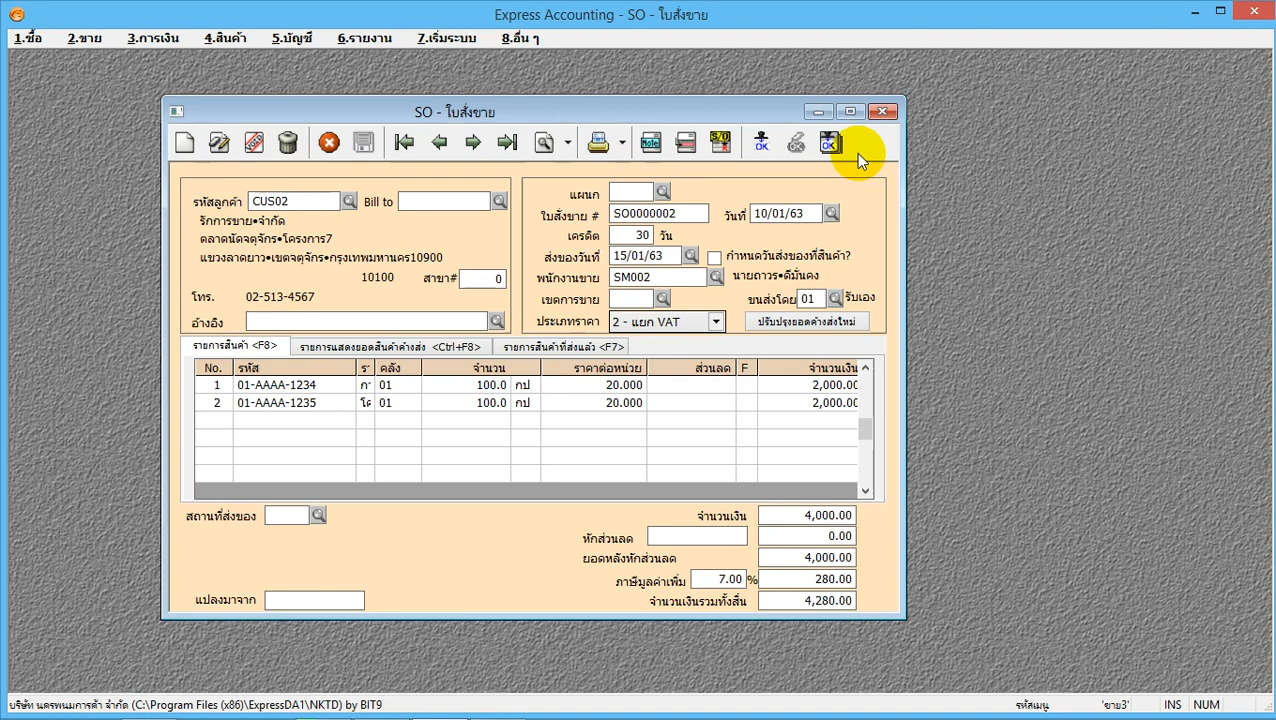 Express Accounting - SO - ใบสั่งขาย
1.ซื้อ 2.ขาย 3.การเงิน 4.สินค้า 5.บัญชี 6.รายงาน 7.เริ่มระบบ 8.อื่น ๆ
SO - ใบสั่งขาย
รหัสลูกค้า CUS02 Bill to
รักการขาย•จำกัด
ตลาดนัดจตุจักร•โครงการ7
แขวงลาดยาว•เขตจตุจักร•กรุงเทพมหานคร10900
10100 สาขา# 0
โทร. 02-513-4567
อ้างอิง
แผนก
ใบสั่งขาย # SO0000002 วันที่ 10/01/63
เครดิต 30 วัน
ส่งของวันที่ 15/01/63 กำหนดวันส่งของที่สินค้า?
พนักงานขาย SM002 นายถาวร•ดีมั่นคง
เขตการขาย ขนส่งโดย 01 รับเอง
ประเภทราคา 2 - แยก VAT ปรับปรุงยอดค้างส่งใหม่
รายการสินค้า <F8> รายการแสดงยอดสินค้าค้างส่ง <Ctrl+F8> รายการสินค้าที่ส่งแล้ว <F7>
No. รหัส คลัง จำนวน ราคาต่อหน่วย ส่วนลด F จำนวนเงิน
1 01-AAAA-1234 01 100.0 กป 20.000 2,000.00
2 01-AAAA-1235 01 100.0 กป 20.000 2,000.00
สถานที่ส่งของ
จำนวนเงิน 4,000.00
หักส่วนลด 0.00
ยอดหลังหักส่วนลด 4,000.00
ภาษีมูลค่าเพิ่ม 7.00 % 280.00
แปลงมาจาก
จำนวนเงินรวมทั้งสิ้น 4,280.00
บริษัท นครพนมการค้า จำกัด (C:\Program Files (x86)\ExpressDA1\NKTD) by BIT9 รหัสเมนู 'ขาย3' INS NUM